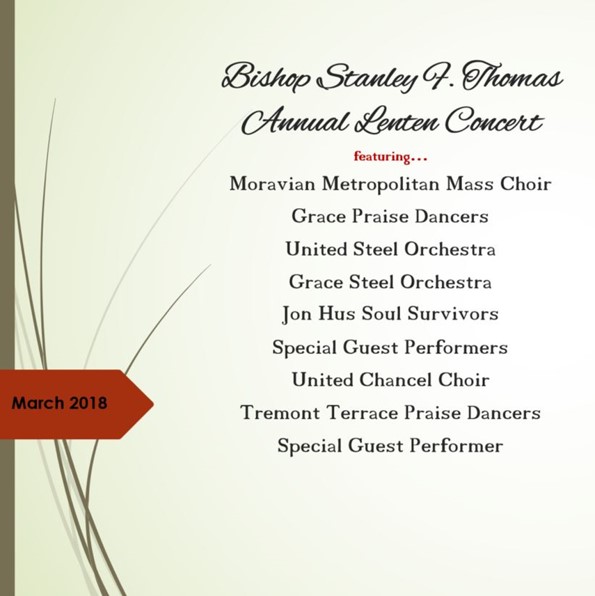 Bishop Stanley F. Thomas
Annual Lenten Concert
featuring...
Moravian Metropolitan Mass Choir
Grace Praise Dancers
United Steel Orchestra
Grace Steel Orchestra
Jon Hus Soul Survivors
Special Guest Performers
United Chancel Choir
Tremont Terrace Praise Dancers
Special Guest Performer
March 2018